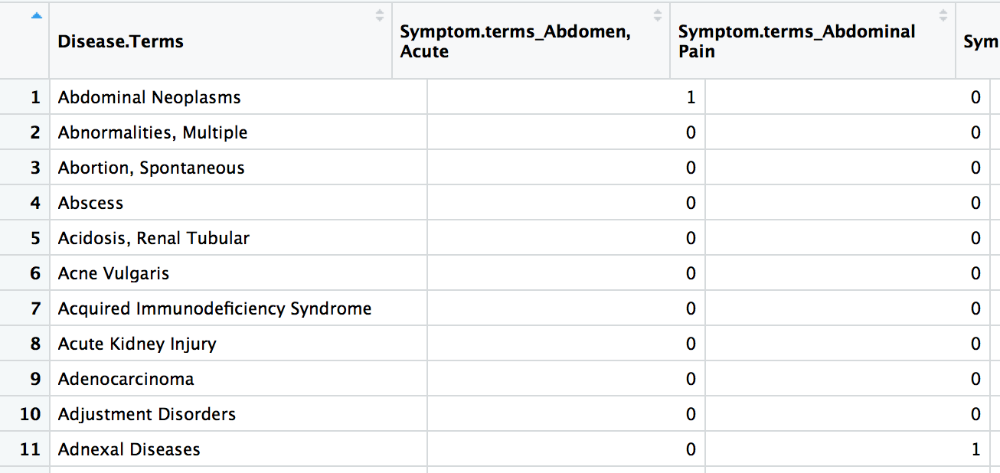 Disease.Terms Symptom.terms_Abdomen, Acute Symptom.terms_Abdominal Pain Sym
1 Abdominal Neoplasms 1 0
2 Abnormalities, Multiple 0 0
3 Abortion, Spontaneous 0 0
4 Abscess 0 0
5 Acidosis, Renal Tubular 0 0
6 Acne Vulgaris 0 0
7 Acquired Immunodeficiency Syndrome 0 0
8 Acute Kidney Injury 0 0
9 Adenocarcinoma 0 0
10 Adjustment Disorders 0 0
11 Adnexal Diseases 0 1